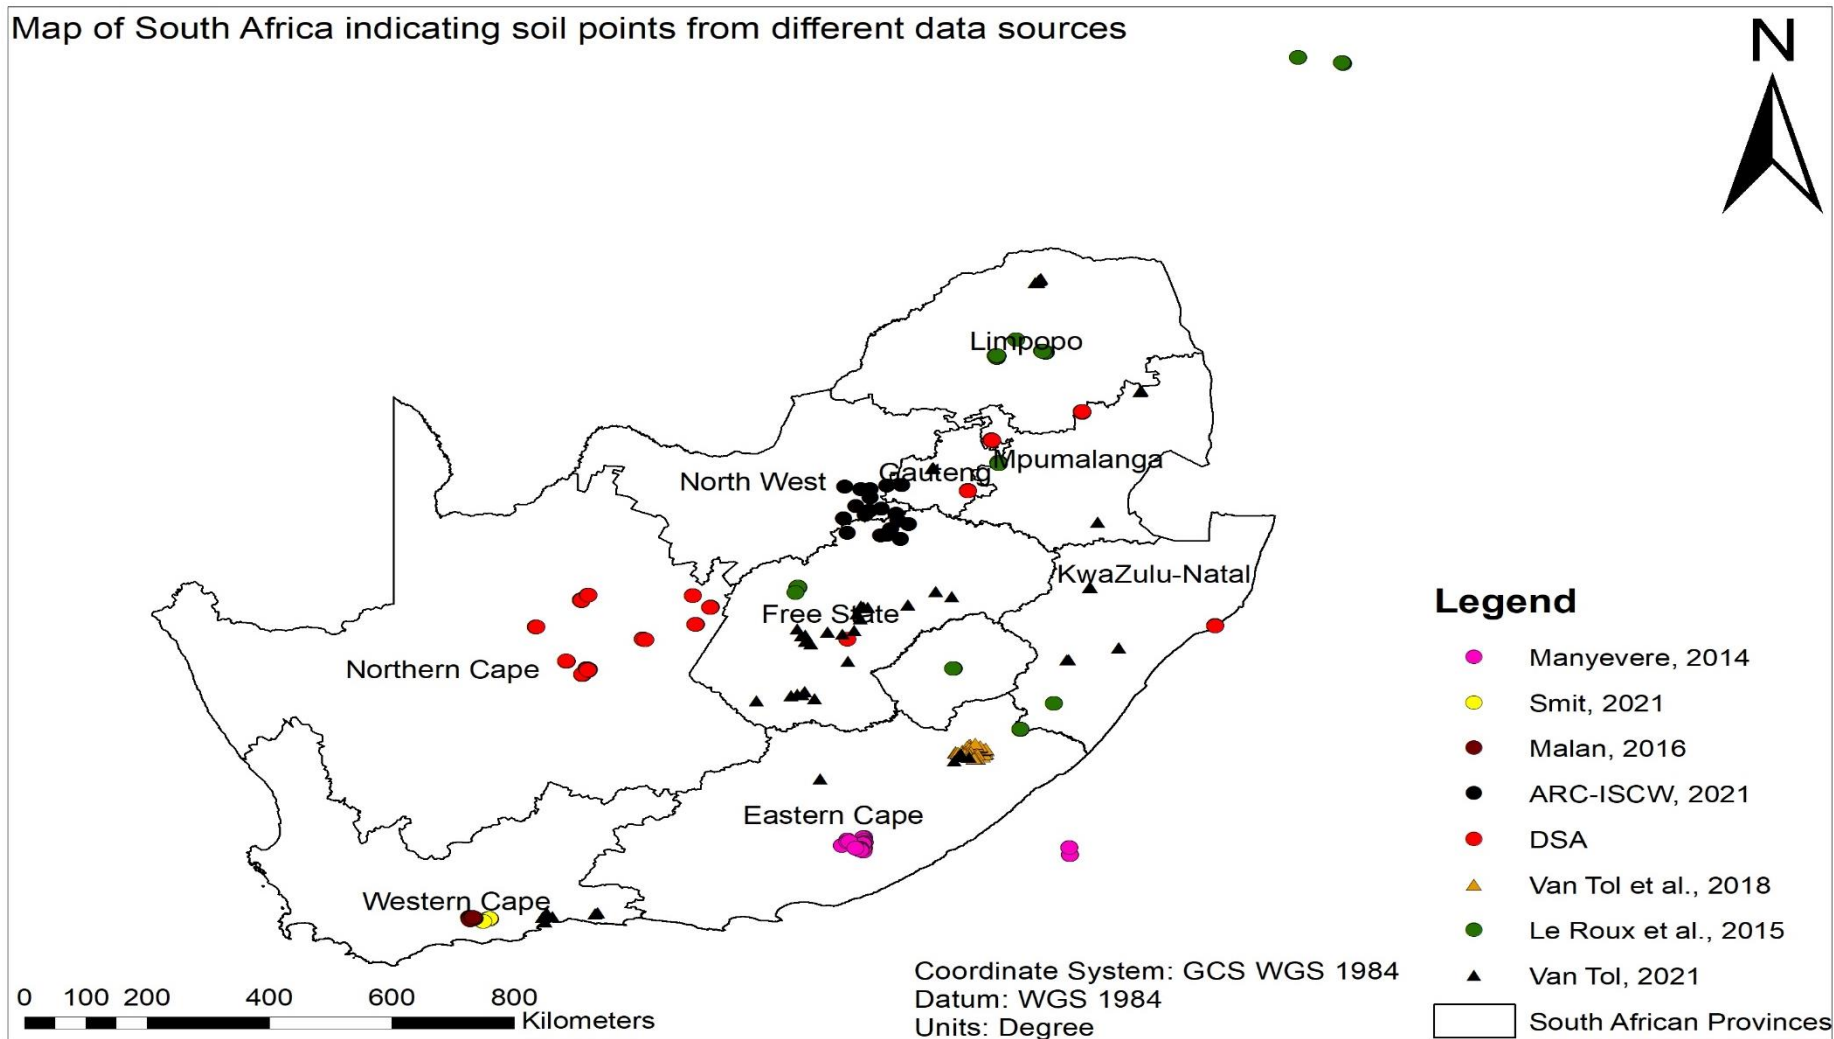 Map of South Africa indicating soil points from different data sources
N
Limpopo
Mpumalanga
Gauteng
North West
KwaZulu-Natal
Free State
Northern Cape
Eastern Cape
Western Cape
Legend
Manyevere, 2014
Smit, 2021
Malan, 2016
ARC-ISCW, 2021
DSA
Van Tol et al., 2018
Le Roux et al., 2015
Van Tol, 2021
South African Provinces
Coordinate System: GCS WGS 1984
Datum: WGS 1984
Units: Degree
0 100 200 400 600 800
Kilometers